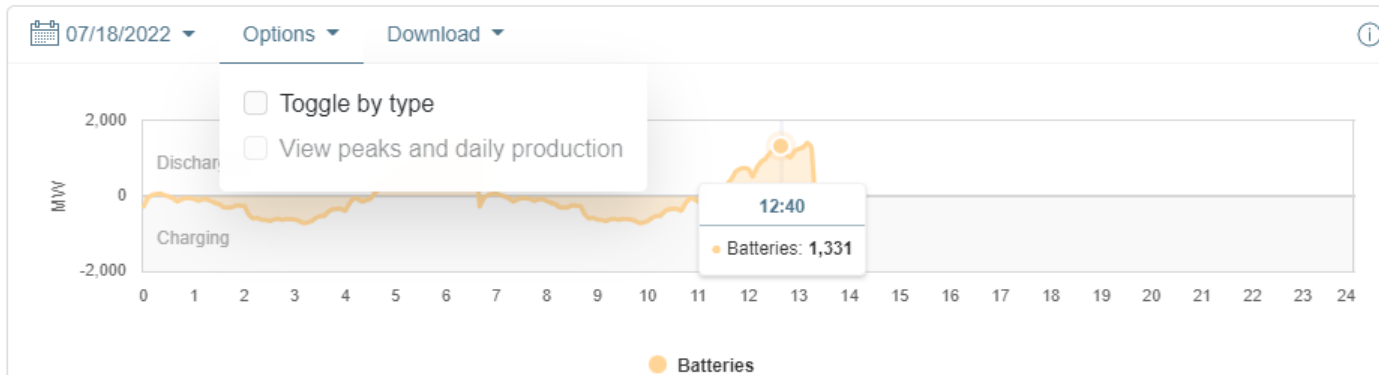 07/18/2022 Options Download
Toggle by type
View peaks and daily production
2,000
Discharg
MW
0
12:40
Charging
Batteries: 1,331
-2,000
0 1 2 3 4 5 6 7 8 9 10 11 12 13 14 15 16 17 18 19 20 21 22 23 24
Batteries